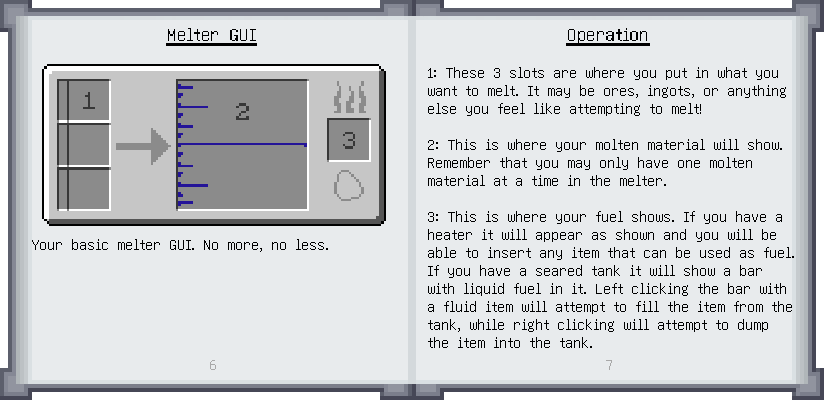 Melter GUI
1
2
3
Your basic melter GUI. No more, no less.
6
Operation
1: These 3 slots are where you put in what you
want to melt. It may be ores, ingots, or anything
else you feel like attempting to melt!
2: This is where your molten material will show.
Remember that you may only have one molten
material at a time in the melter.
3: This is where your fuel shows. If you have a
heater it will appear as shown and you will be
able to insert any item that can be used as fuel.
If you have a seared tank it will show a bar
with liquid fuel in it. Left clicking the bar with
a fluid item will attempt to fill the item from the
tank, while right clicking will attempt to dump
the item into the tank.
7